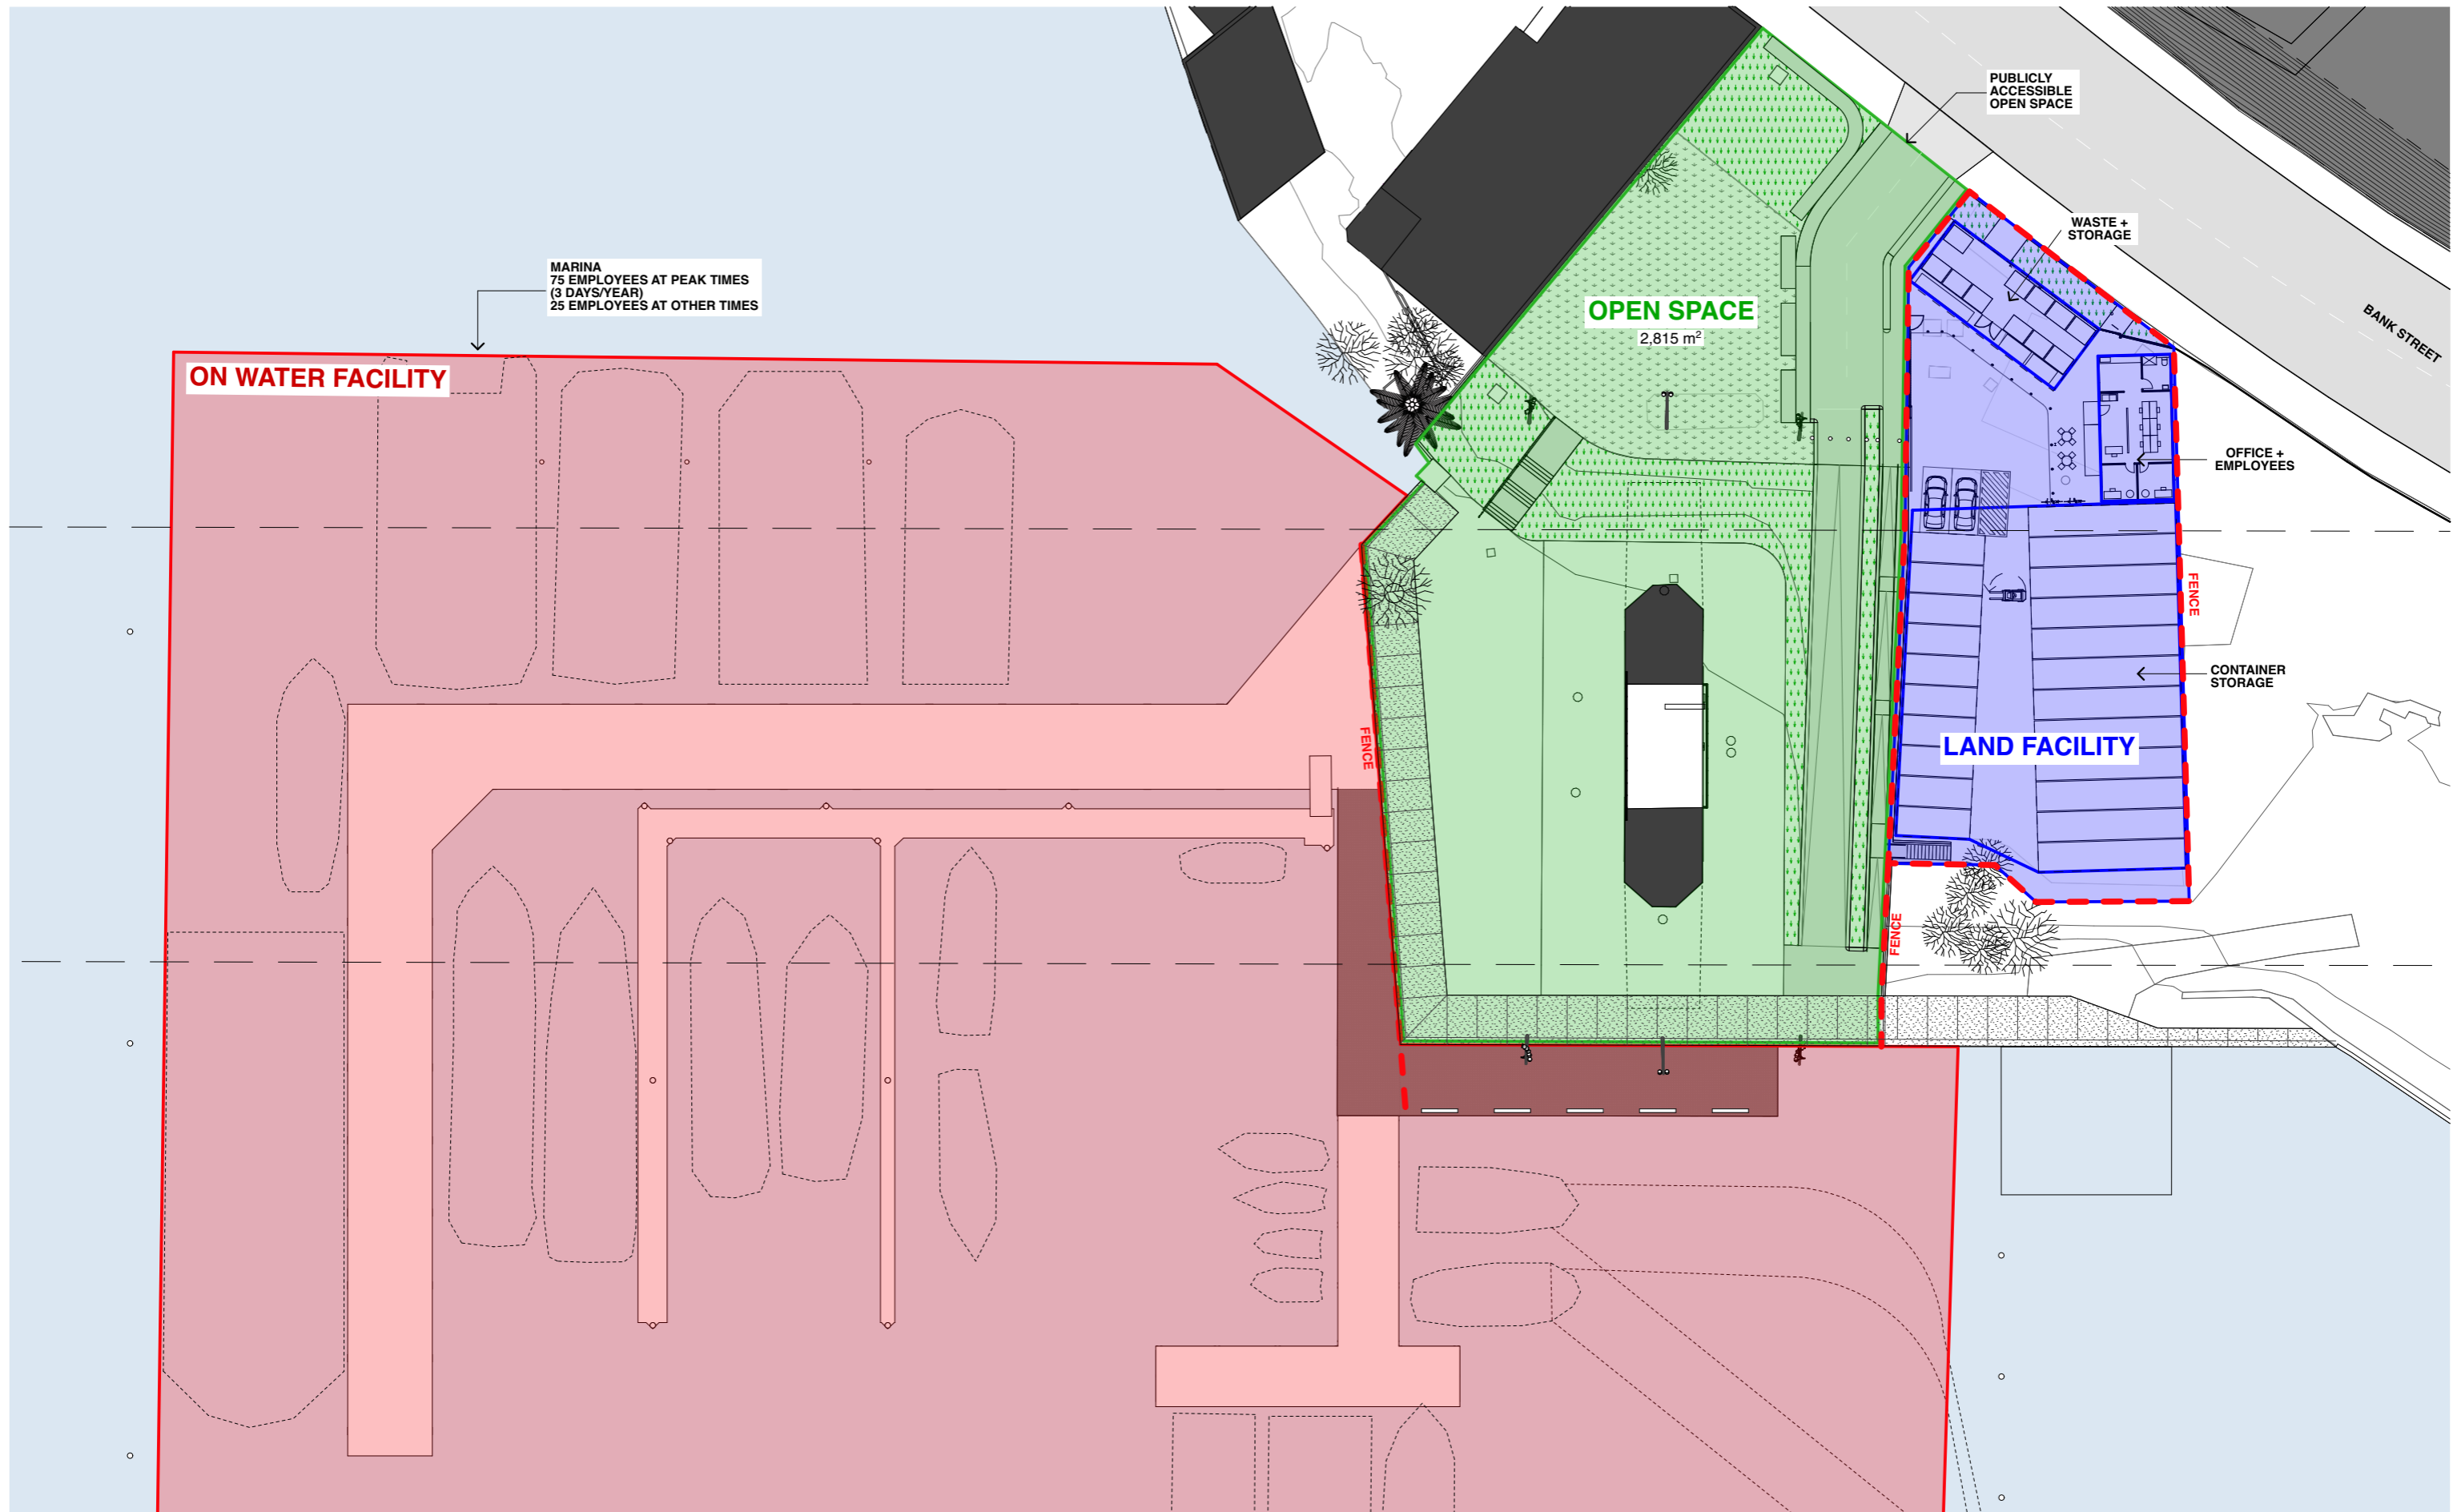 PUBLICLY
ACCESSIBLE
OPEN SPACE
WASTE +
STORAGE
MARINA
75 EMPLOYEES AT PEAK TIMES
(3 DAYS/YEAR)
25 EMPLOYEES AT OTHER TIMES
OPEN SPACE
2,815 m²
BANK STREET
ON WATER FACILITY
OFFICE +
EMPLOYEES
FENCE
CONTAINER
STORAGE
FENCE
LAND FACILITY
FENCE